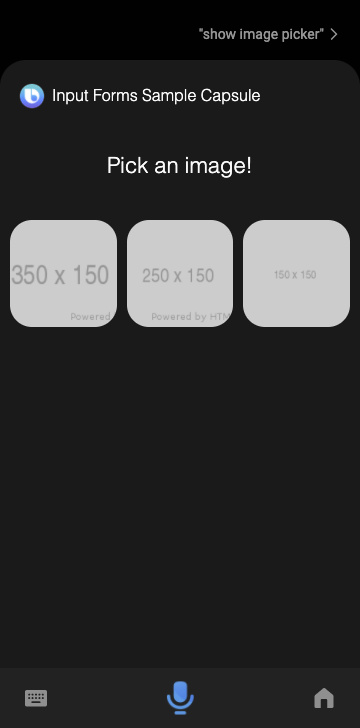 "show image picker"
Input Forms Sample Capsule
Pick an image!
350 x 150
250 x 150
150 x 150
Powered
Powered by HTM